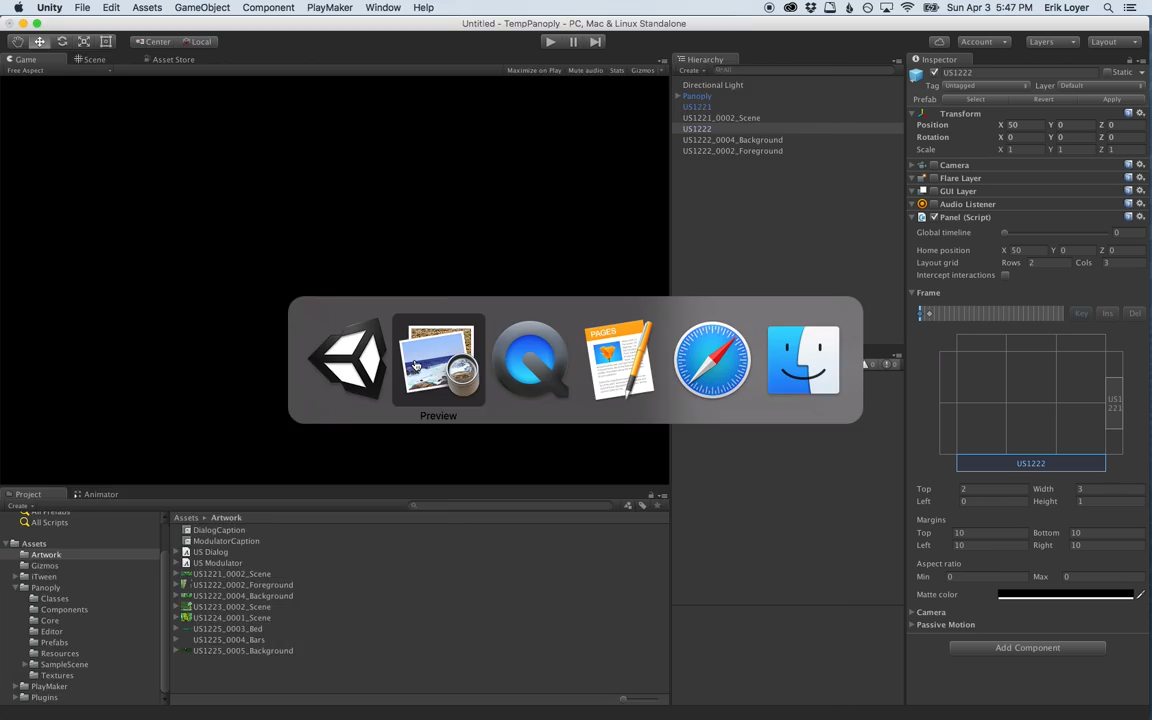 Unity File Edit Assets GameObject Component PlayMaker Window Help Sun Apr 3 5:47 PM Erik Loyer
Untitled - TempPanoply - PC, Mac & Linux Standalone
Center Local Account Layers Layout
Game Scene Asset Store
Free Aspect Maximize on Play Mute audio Stats Gizmos
Hierarchy
Create All
Directional Light
Panoply
US1221
US1221_0002_Scene
US1222
US1222_0004_Background
US1222_0002_Foreground
Inspector
US1222 Static
Tag Untagged Layer Default
Prefab Select Revert Apply
Transform
Position X 50 Y 0 Z 0
Rotation X 0 Y 0 Z 0
Scale X 1 Y 1 Z 1
Camera
Flare Layer
GUI Layer
Audio Listener
Panel (Script)
Global timeline 0
Home position X 50 Y 0 Z 0
Layout grid Rows 2 Cols 3
Intercept interactions
Frame
Key Ins Del
US1
221
US1222
Top 2 Width 3
Left 0 Height 1
Margins
Top 10 Bottom 10
Left 10 Right 10
Aspect ratio
Min 0 Max 0
Matte color
Camera
Passive Motion
Add Component
PAGES
Preview
0 0
Project Animator
Create
All Prefabs
All Scripts
Assets
Artwork
Gizmos
iTween
Panoply
Classes
Components
Core
Editor
Prefabs
Resources
SampleScene
Textures
PlayMaker
Plugins
Assets Artwork
DialogCaption
ModulatorCaption
US Dialog
US Modulator
US1221_0002_Scene
US1222_0002_Foreground
US1222_0004_Background
US1223_0002_Scene
US1224_0001_Scene
US1225_0003_Bed
US1225_0004_Bars
US1225_0005_Background